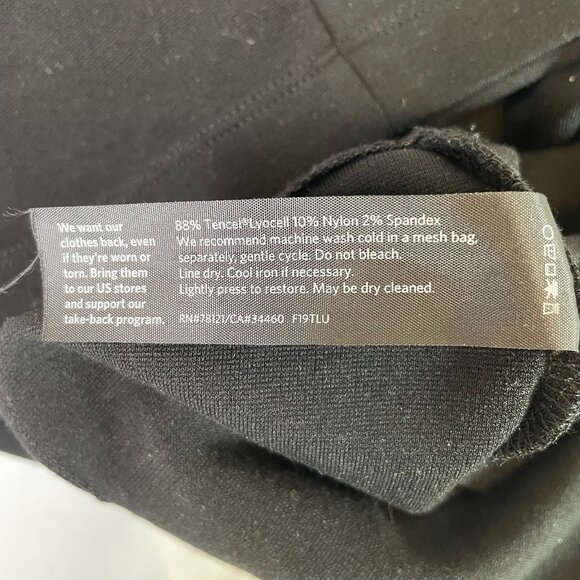 We want our
clothes back, even
if they're worn or
torn. Bring them
to our US stores
and support our
take-back program.
88% Tencel®Lyocell 10% Nylon 2% Spandex
We recommend machine wash cold in a mesh bag,
separately, gentle cycle. Do not bleach.
Line dry. Cool iron if necessary.
Lightly press to restore. May be dry cleaned.
RN#78121/CA#34460 F19TLU